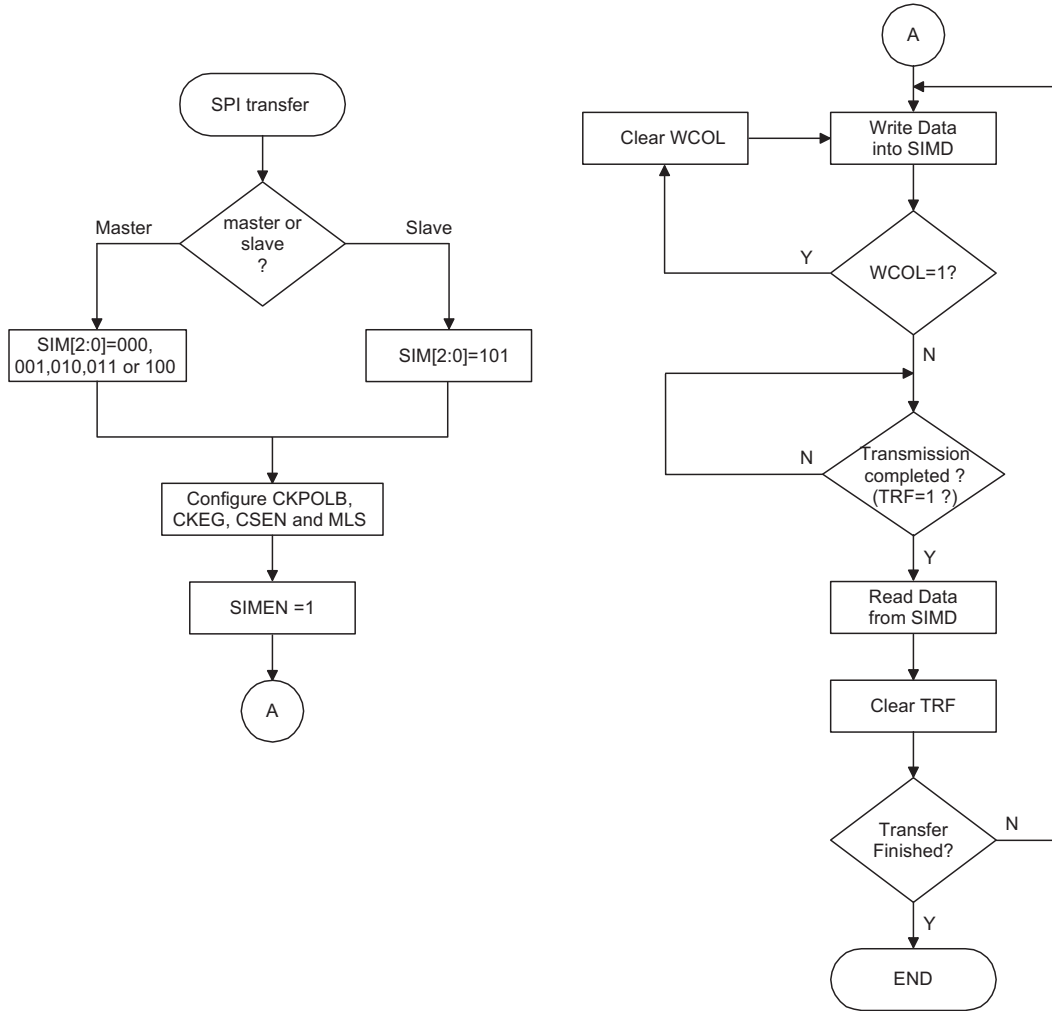 SPI transfer
master or
slave
?
Master
Slave
SIM[2:0]=000,
001,010,011 or 100
SIM[2:0]=101
Configure CKPOLB,
CKEG, CSEN and MLS
SIMEN =1
A
A
Write Data
into SIMD
Clear WCOL
WCOL=1?
Y
N
Transmission
completed ?
(TRF=1 ?)
N
Y
Read Data
from SIMD
Clear TRF
Transfer
Finished?
N
Y
END